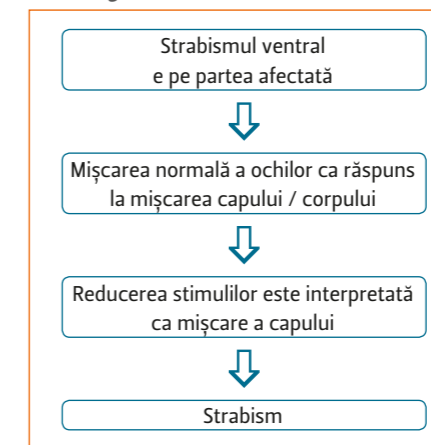 Strabismul ventral
e pe partea afectată
Mișcarea normală a ochilor ca răspuns
la mișcarea capului / corpului
Reducerea stimulilor este interpretată
ca mișcare a capului
Strabism